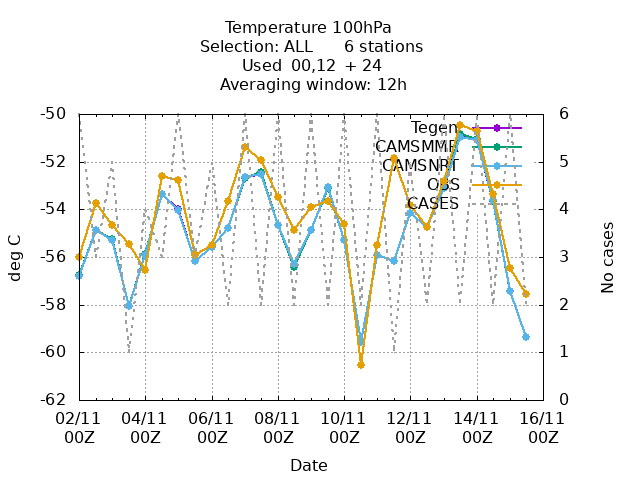 Temperature 100hPa
Selection: ALL 6 stations
Used 00,12 + 24
Averaging window: 12h
-50 6
Tegen
CAMSMMR
-52 5
CAMSNRT
OBS
CASES
-54 4
deg C
No cases
-56 3
-58 2
-60 1
-62 0
02/11 04/11 06/11 08/11 10/11 12/11 14/11 16/11
00Z 00Z 00Z 00Z 00Z 00Z 00Z 00Z
Date